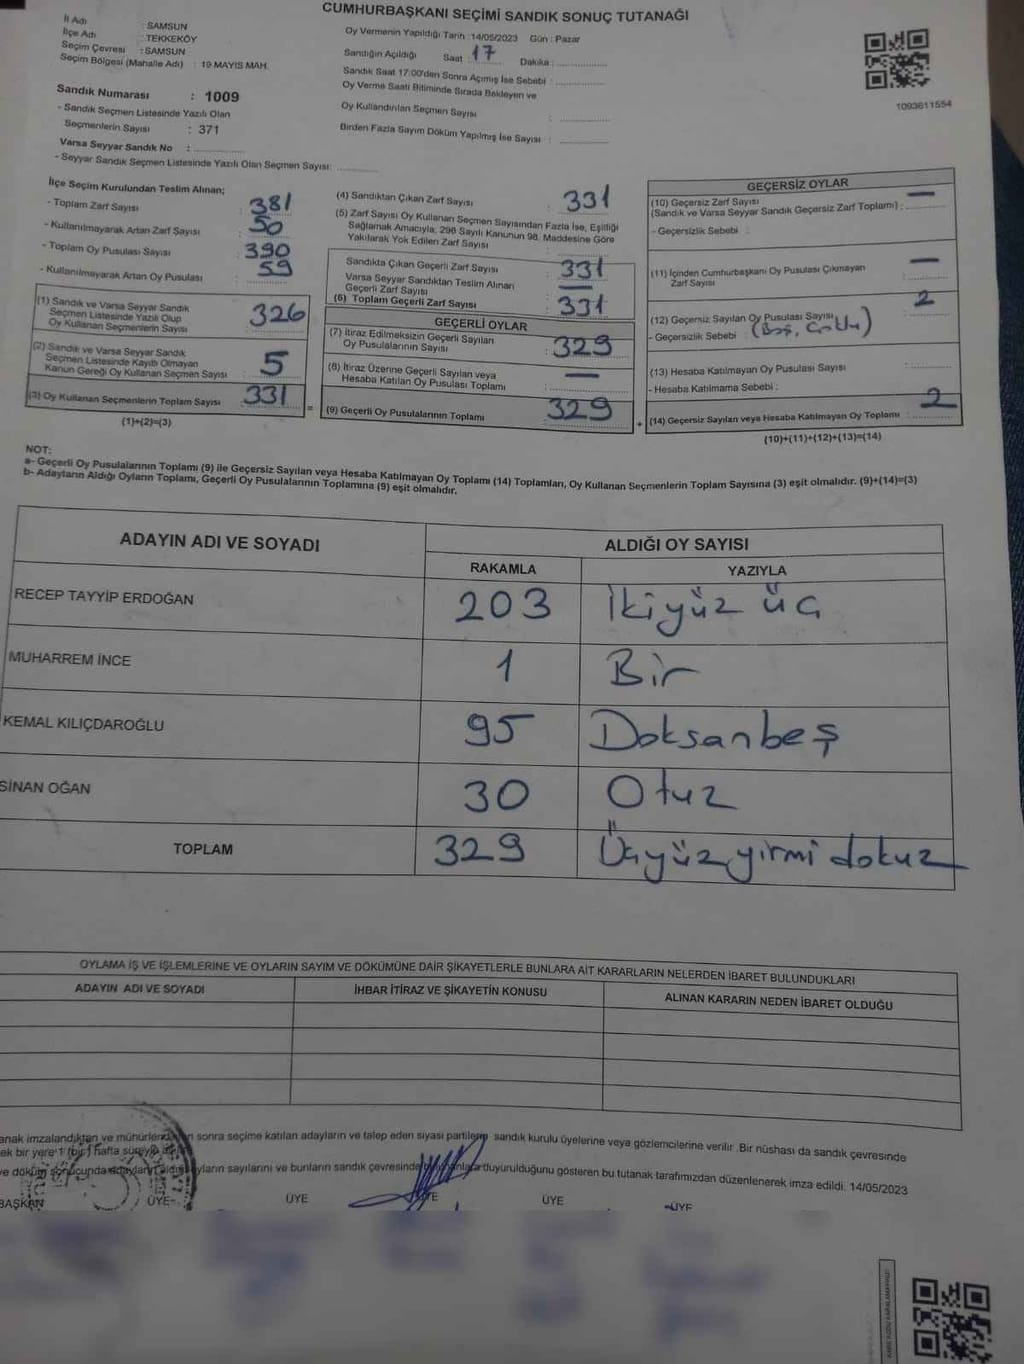 CUMHURBAŞKANI SEÇİMİ SANDIK SONUÇ TUTANAĞI
İl Adı : SAMSUN
İlçe Adı : TEKKEKÖY
Seçim Çevresi : SAMSUN
Seçim Bölgesi (Mahalle Adı) : 19 MAYIS MAH.
Sandık Numarası : 1009
- Sandık Seçmen Listesinde Yazılı Olan
Seçmenlerin Sayısı : 371
Varsa Seyyar Sandık No :
- Seyyar Sandık Seçmen Listesinde Yazılı Olan Seçmen Sayısı:
Oy Vermenin Yapıldığı Tarih :14/05/2023 Gün : Pazar
Sandığın Açıldığı Saat : 17 Dakika :
Sandık Saat 17:00'den Sonra Açılmış İse Sebebi :
Oy Verme Saati Bitiminde Sırada Bekleyen ve
Oy Kullandırılan Seçmen Sayısı :
Birden Fazla Sayım Döküm Yapılmış İse Sayısı :
1093611554
İlçe Seçim Kurulundan Teslim Alınan;
- Toplam Zarf Sayısı : 381
- Kullanılmayarak Artan Zarf Sayısı : 50
- Toplam Oy Pusulası Sayısı : 390
- Kullanılmayarak Artan Oy Pusulası : 59
(1) Sandık ve Varsa Seyyar Sandık
Seçmen Listesinde Yazılı Olup
Oy Kullanan Seçmenlerin Sayısı : 326
(2) Sandık ve Varsa Seyyar Sandık
Seçmen Listesinde Kayıtlı Olmayan
Kanun Gereği Oy Kullanan Seçmen Sayısı : 5
(3) Oy Kullanan Seçmenlerin Toplam Sayısı : 331
(1)+(2)=(3)
(4) Sandıktan Çıkan Zarf Sayısı : 331
(5) Zarf Sayısı Oy Kullanan Seçmen Sayısından Fazla İse, Eşitliği
Sağlamak Amacıyla, 298 Sayılı Kanunun 98. Maddesine Göre
Yakılarak Yok Edilen Zarf Sayısı :
Sandıkta Çıkan Geçerli Zarf Sayısı : 331
Varsa Seyyar Sandıktan Teslim Alınan
Geçerli Zarf Sayısı : —
(6) Toplam Geçerli Zarf Sayısı : 331
GEÇERLİ OYLAR
(7) İtiraz Edilmeksizin Geçerli Sayılan
Oy Pusulalarının Sayısı : 329
(8) İtiraz Üzerine Geçerli Sayılan veya
Hesaba Katılan Oy Pusulası Toplamı : —
(9) Geçerli Oy Pusulalarının Toplamı : 329
GEÇERSİZ OYLAR
(10) Geçersiz Zarf Sayısı
(Sandık ve Varsa Seyyar Sandık Geçersiz Zarf Toplamı) : —
- Geçersizlik Sebebi :
(11) İçinden Cumhurbaşkanı Oy Pusulası Çıkmayan
Zarf Sayısı : —
(12) Geçersiz Sayılan Oy Pusulası Sayısı : 2
- Geçersizlik Sebebi : (Boş, Çoklu)
(13) Hesaba Katılmayan Oy Pusulası Sayısı :
- Hesaba Katılmama Sebebi :
(14) Geçersiz Sayılan veya Hesaba Katılmayan Oy Toplamı : 2
(10)+(11)+(12)+(13)=(14)
NOT:
a- Geçerli Oy Pusulalarının Toplamı (9) ile Geçersiz Sayılan veya Hesaba Katılmayan Oy Toplamı (14) Toplamları, Oy Kullanan Seçmenlerin Toplam Sayısına (3) eşit olmalıdır. (9)+(14)=(3)
b- Adayların Aldığı Oyların Toplamı, Geçerli Oy Pusulalarının Toplamına (9) eşit olmalıdır.
ADAYIN ADI VE SOYADI ALDIĞI OY SAYISI
RAKAMLA YAZIYLA
RECEP TAYYİP ERDOĞAN 203 İkiyüz üç
MUHARREM İNCE 1 Bir
KEMAL KILIÇDAROĞLU 95 Doksanbeş
SİNAN OĞAN 30 Otuz
TOPLAM 329 Üçyüzyirmidokuz
OYLAMA İŞ VE İŞLEMLERİNE VE OYLARIN SAYIM VE DÖKÜMÜNE DAİR ŞİKAYETLERLE BUNLARA AİT KARARLARIN NELERDEN İBARET BULUNDUKLARI
ADAYIN ADI VE SOYADI İHBAR İTİRAZ VE ŞİKAYETİN KONUSU ALINAN KARARIN NEDEN İBARET OLDUĞU
anak imzalandıktan ve mühürlendikten sonra seçime katılan adayların ve talep eden siyasi partilerin sandık kurulu üyelerine veya gözlemcilerine verilir. Bir nüshası da sandık çevresinde
ek bir yere 1 (bir) hafta süreyle
ve döküm sonucunda adayların aldığı oyların sayılarını ve bunların sandık çevresinde duyurulduğunu gösteren bu tutanak tarafımızdan düzenlenerek imza edildi. 14/05/2023
BAŞKAN ÜYE ÜYE ÜYE ÜYE ÜYE